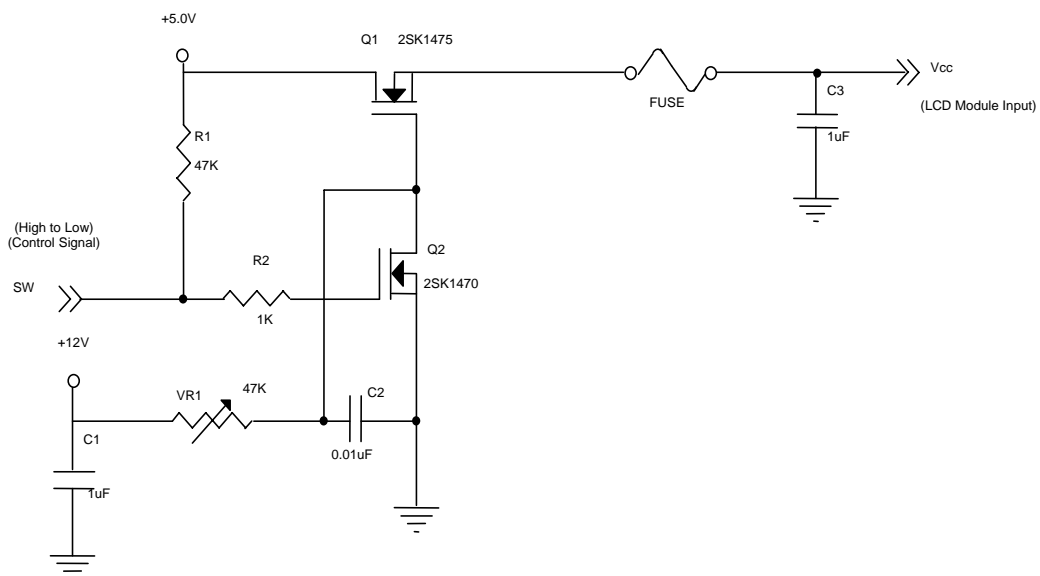 +5.0V
Q1 2SK1475
Vcc
FUSE
C3
(LCD Module Input)
1uF
R1
47K
(High to Low)
(Control Signal)
SW
R2
1K
Q2
2SK1470
+12V
VR1
47K
C2
0.01uF
C1
1uF